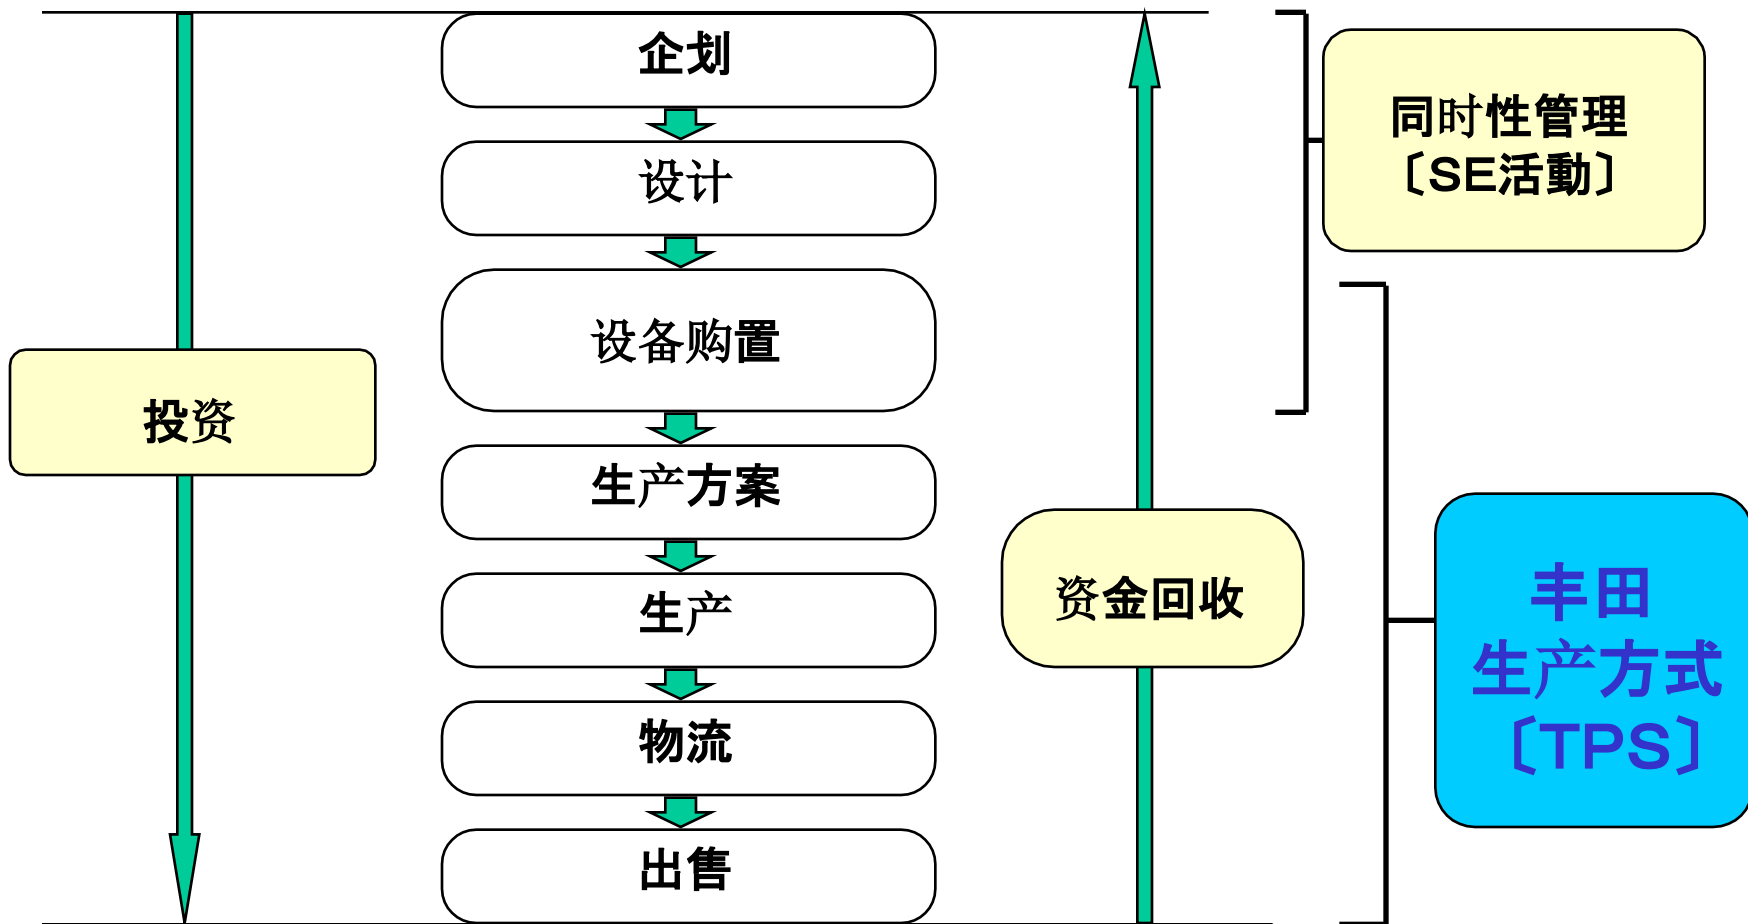 企划
设计
设备购置
生产方案
生产
物流
出售
投资
资金回收
同时性管理
〔SE活動〕
丰田
生产方式
〔TPS〕